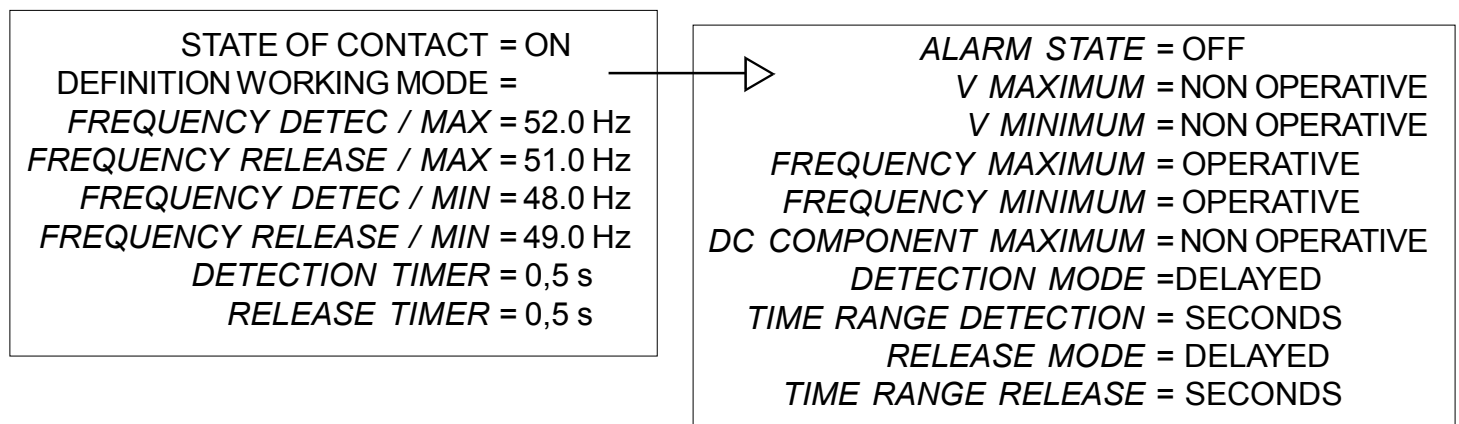 STATE OF CONTACT = ON
DEFINITION WORKING MODE =
FREQUENCY DETEC / MAX = 52.0 Hz
FREQUENCY RELEASE / MAX = 51.0 Hz
FREQUENCY DETEC / MIN = 48.0 Hz
FREQUENCY RELEASE / MIN = 49.0 Hz
DETECTION TIMER = 0,5 s
RELEASE TIMER = 0,5 s
ALARM STATE = OFF
V MAXIMUM = NON OPERATIVE
V MINIMUM = NON OPERATIVE
FREQUENCY MAXIMUM = OPERATIVE
FREQUENCY MINIMUM = OPERATIVE
DC COMPONENT MAXIMUM = NON OPERATIVE
DETECTION MODE =DELAYED
TIME RANGE DETECTION = SECONDS
RELEASE MODE = DELAYED
TIME RANGE RELEASE = SECONDS